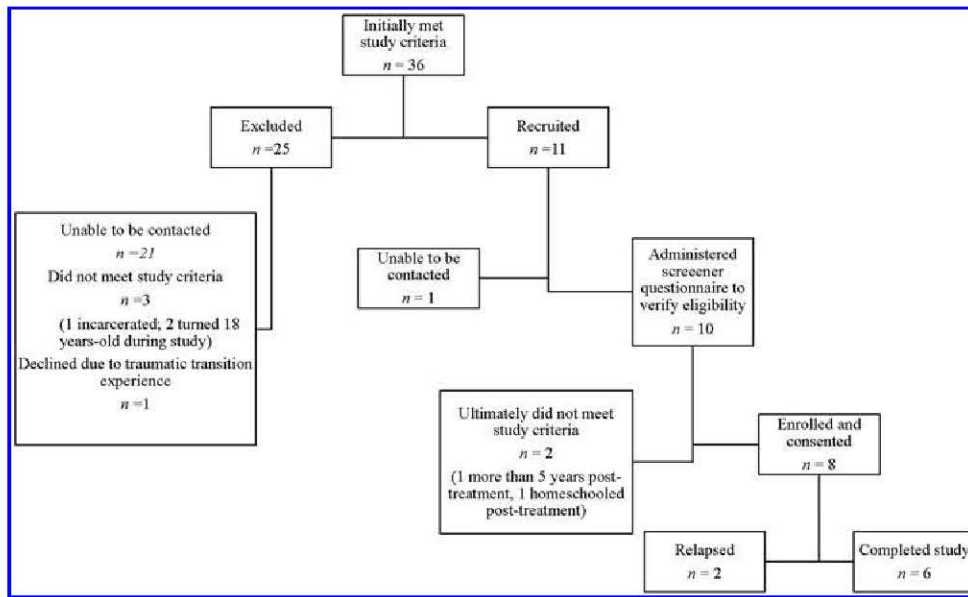 Initially met
study criteria
n = 36
Excluded
n =25
Recruited
n =11
Unable to be contacted
n =21
Did not meet study criteria
n =3
(1 incarcerated; 2 turned 18
years-old during study)
Declined due to traumatic transition
experience
n =1
Unable to be
contacted
n = 1
Administered
screeener
questionnaire to
verify eligibility
n = 10
Ultimately did not meet
study criteria
n = 2
(1 more than 5 years post-
treatment, 1 homeschooled
post-treatment)
Enrolled and
consented
n = 8
Relapsed
n = 2
Completed study
n = 6